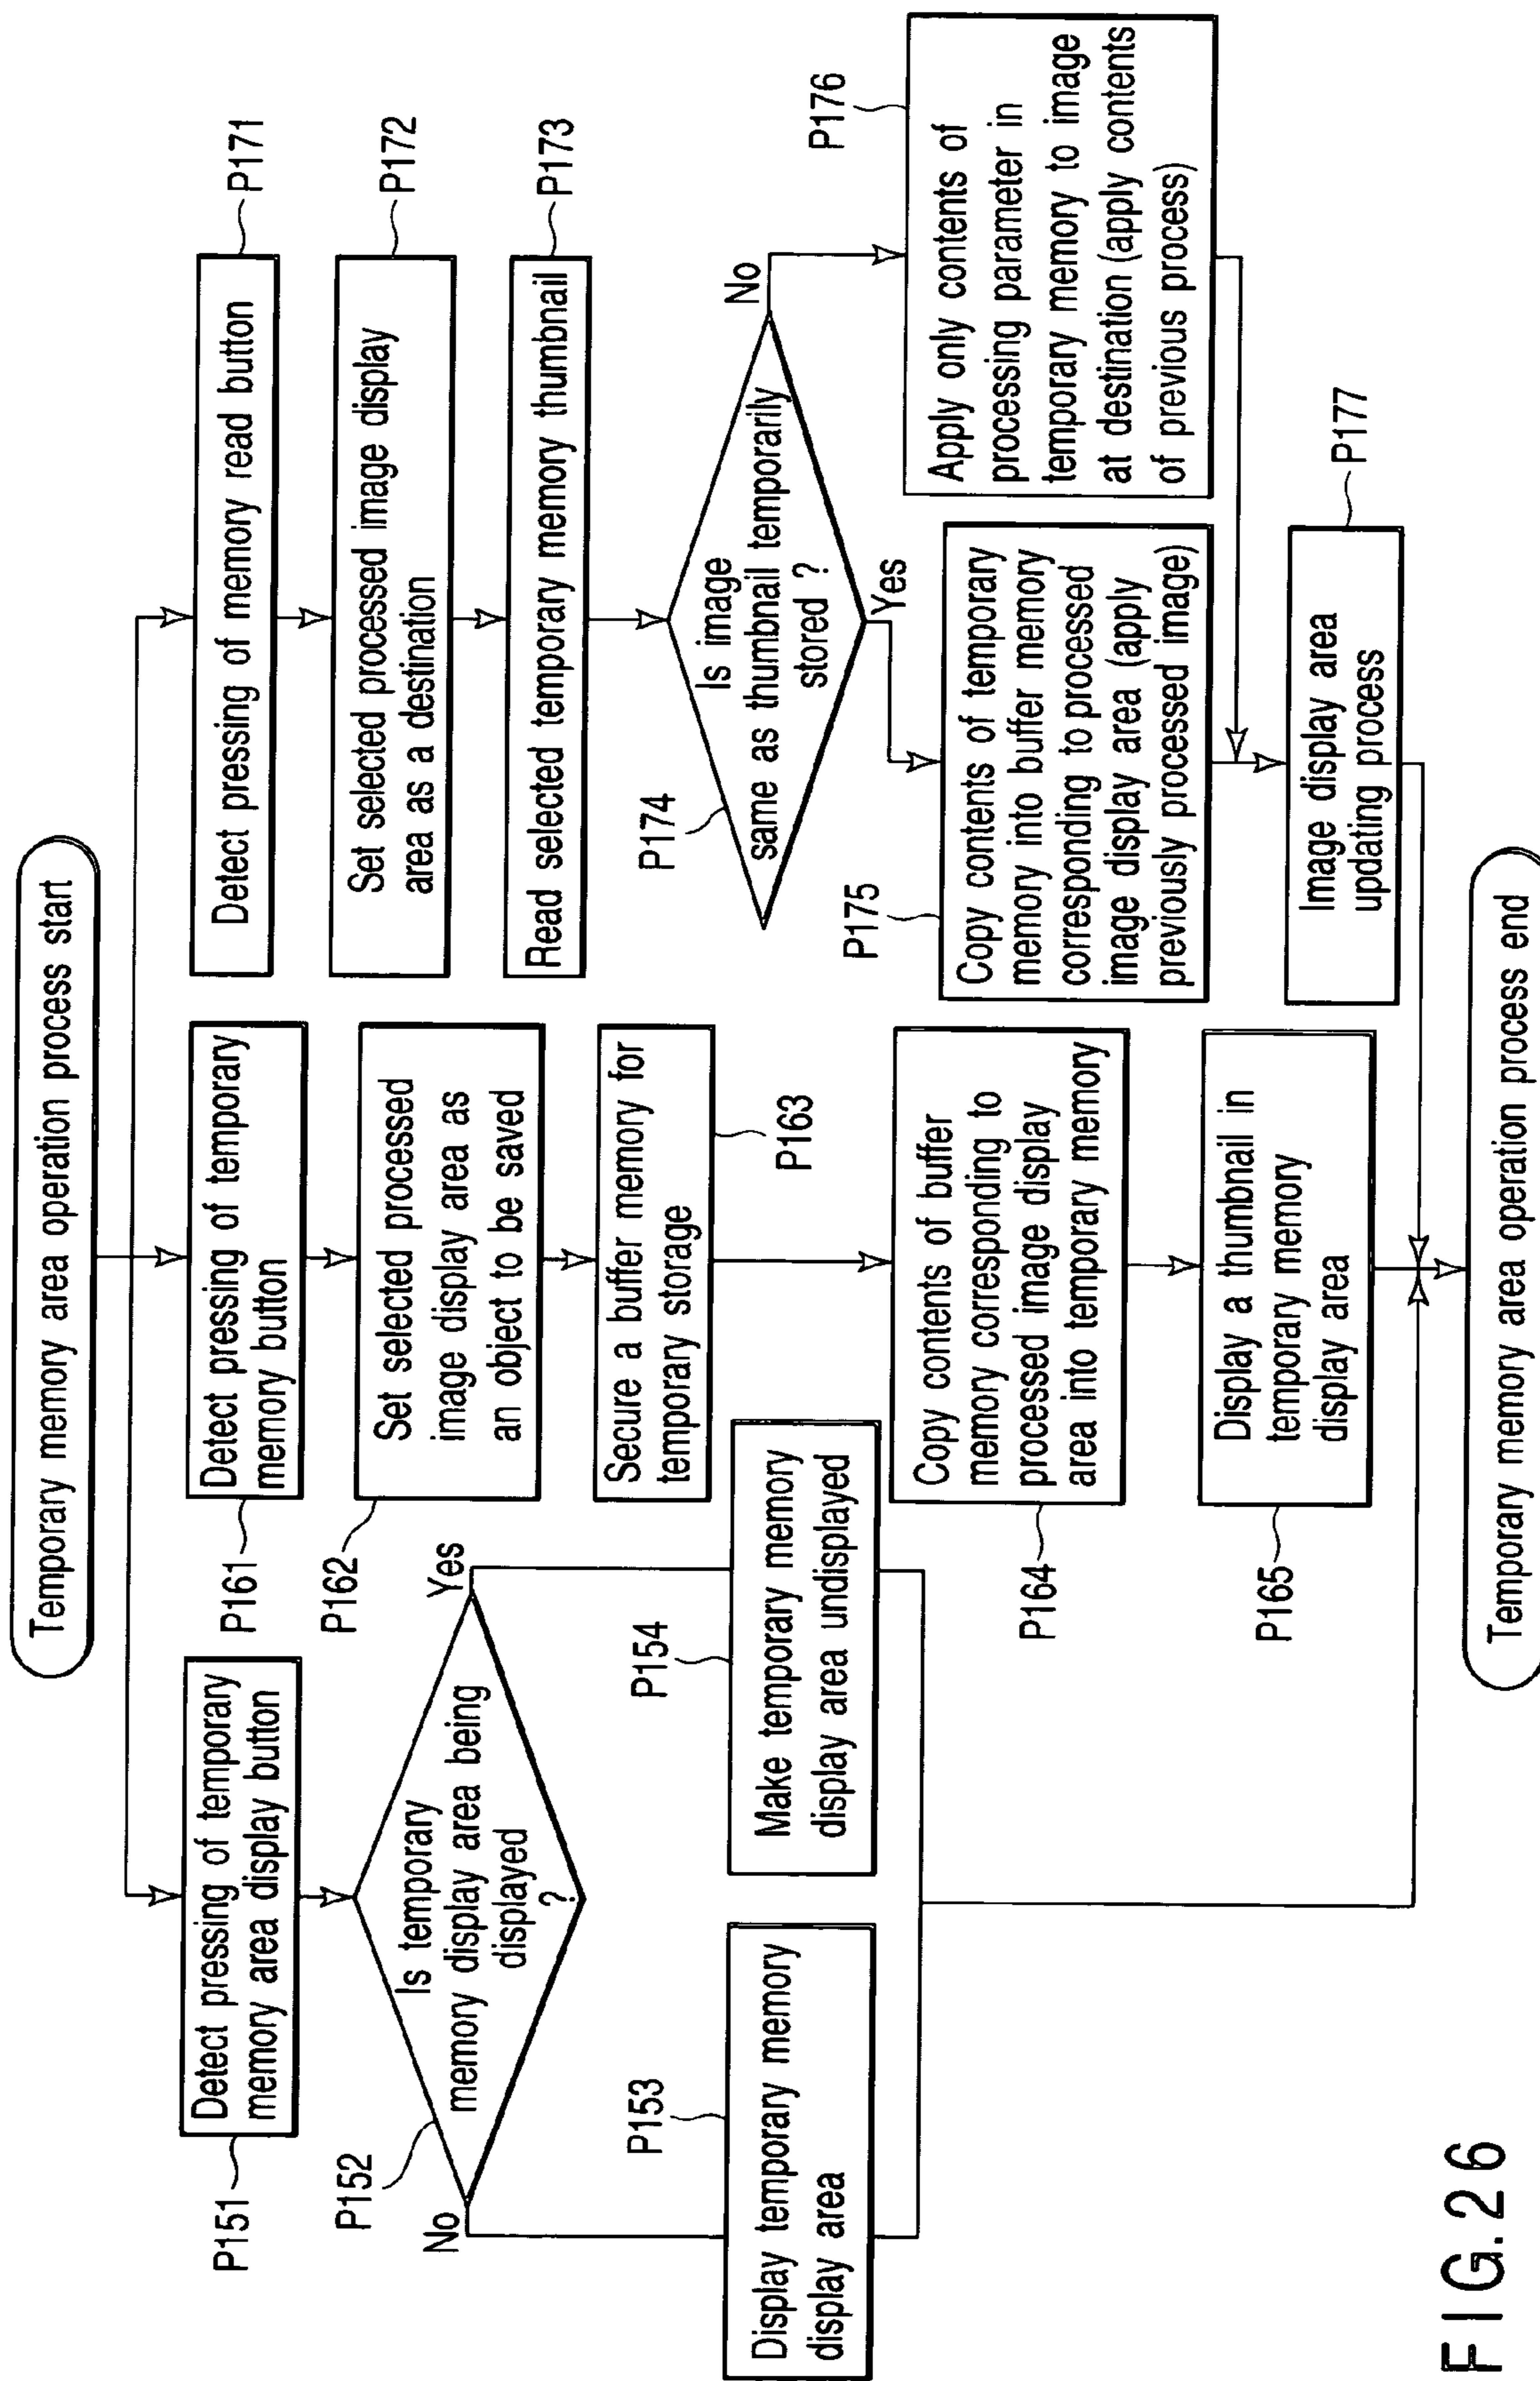 Temporary memory area operation process start
P151
Detect pressing of temporary
memory area display button
P152
Is temporary
memory display area being
displayed
?
No
Yes
P153
Display temporary memory
display area
P154
Make temporary memory
display area undisplayed
P161
Detect pressing of temporary
memory button
P162
Set selected processed
image display area as
an object to be saved
Secure a buffer memory for
temporary storage
P163
Copy contents of buffer
memory corresponding to
processed image display
area into temporary memory
P164
Display a thumbnail in
temporary memory
display area
P165
Detect pressing of memory read button
P171
Set selected processed image display
area as a destination
P172
Read selected temporary memory thumbnail
P173
P174
Is image
same as thumbnail temporarily
stored ?
No
Yes
P175
Copy contents of temporary
memory into buffer memory
corresponding to processed
image display area (apply
previously processed image)
P176
Apply only contents of
processing parameter in
temporary memory to image
at destination (apply contents
of previous process)
Image display area
updating process
P177
Temporary memory area operation process end
FIG. 26